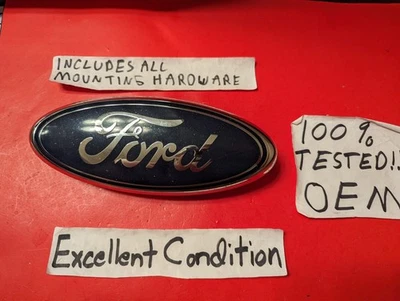 INCLUDES ALL
MOUNTING HARDWARE
Ford
100%
TESTED!!
OEM
Excellent Condition